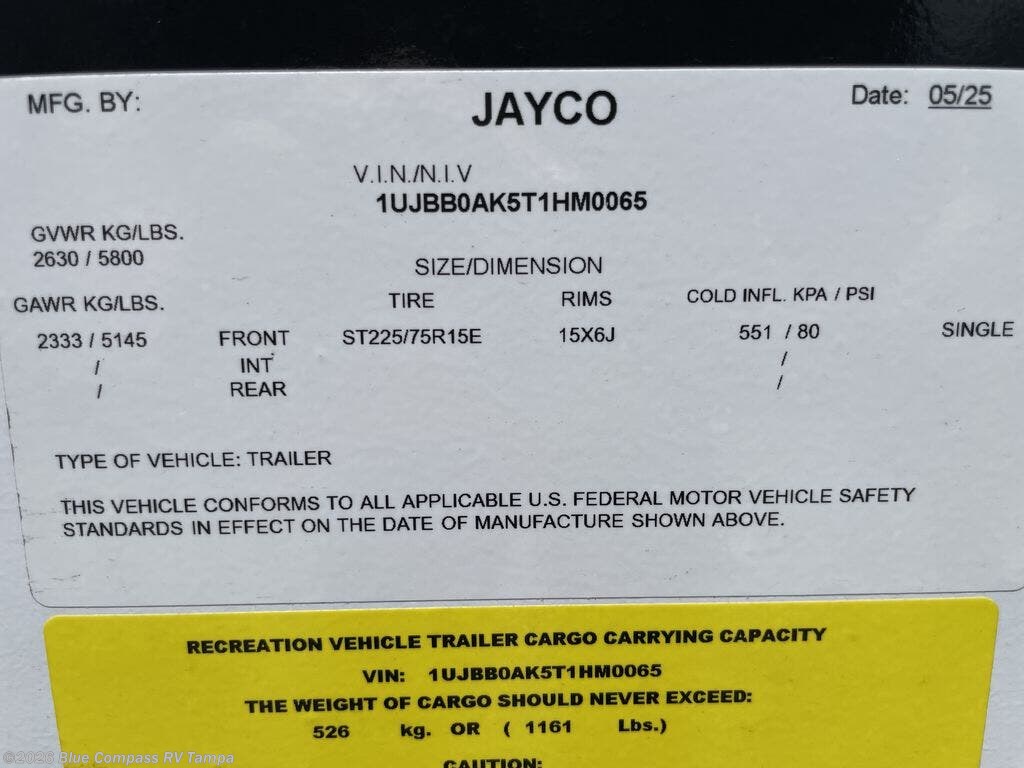 MFG. BY: JAYCO Date: 05/25
V.I.N./N.I.V
1UJBB0AK5T1HM0065
GVWR KG/LBS.
2630 / 5800
SIZE/DIMENSION
GAWR KG/LBS. TIRE RIMS COLD INFL. KPA / PSI
2333 / 5145 FRONT ST225/75R15E 15X6J 551 / 80 SINGLE
/ INT /
/ REAR /
TYPE OF VEHICLE: TRAILER
THIS VEHICLE CONFORMS TO ALL APPLICABLE U.S. FEDERAL MOTOR VEHICLE SAFETY
STANDARDS IN EFFECT ON THE DATE OF MANUFACTURE SHOWN ABOVE.
RECREATION VEHICLE TRAILER CARGO CARRYING CAPACITY
VIN: 1UJBB0AK5T1HM0065
THE WEIGHT OF CARGO SHOULD NEVER EXCEED:
526 kg. OR ( 1161 Lbs.)
CAUTION:
©2026 Blue Compass RV Tampa